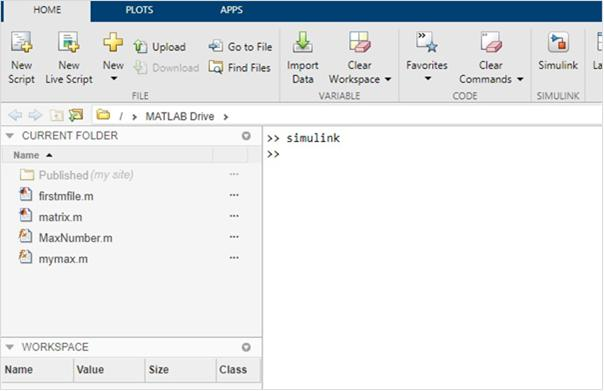 HOME PLOTS APPS
New Script
New Live Script
New
Upload
Download
Go to File
Find Files
FILE
Import Data
Clear Workspace
VARIABLE
Favorites
Clear Commands
CODE
Simulink
SIMULINK
/ MATLAB Drive
CURRENT FOLDER
Name
Published (my site) ...
firstmfile.m ...
matrix.m ...
MaxNumber.m ...
mymax.m ...
WORKSPACE
Name Value Size Class
>> simulink
>>